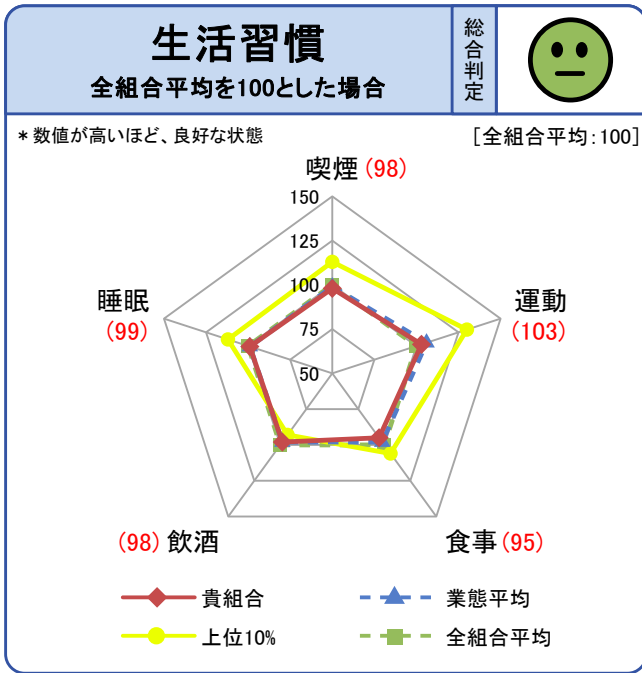 生活習慣
全組合平均を100とした場合
総合判定
*数値が高いほど、良好な状態
[全組合平均:100]
喫煙(98)
150
125
100
75
50
睡眠
(99)
運動
(103)
(98)飲酒
食事(95)
貴組合
業態平均
上位10%
全組合平均